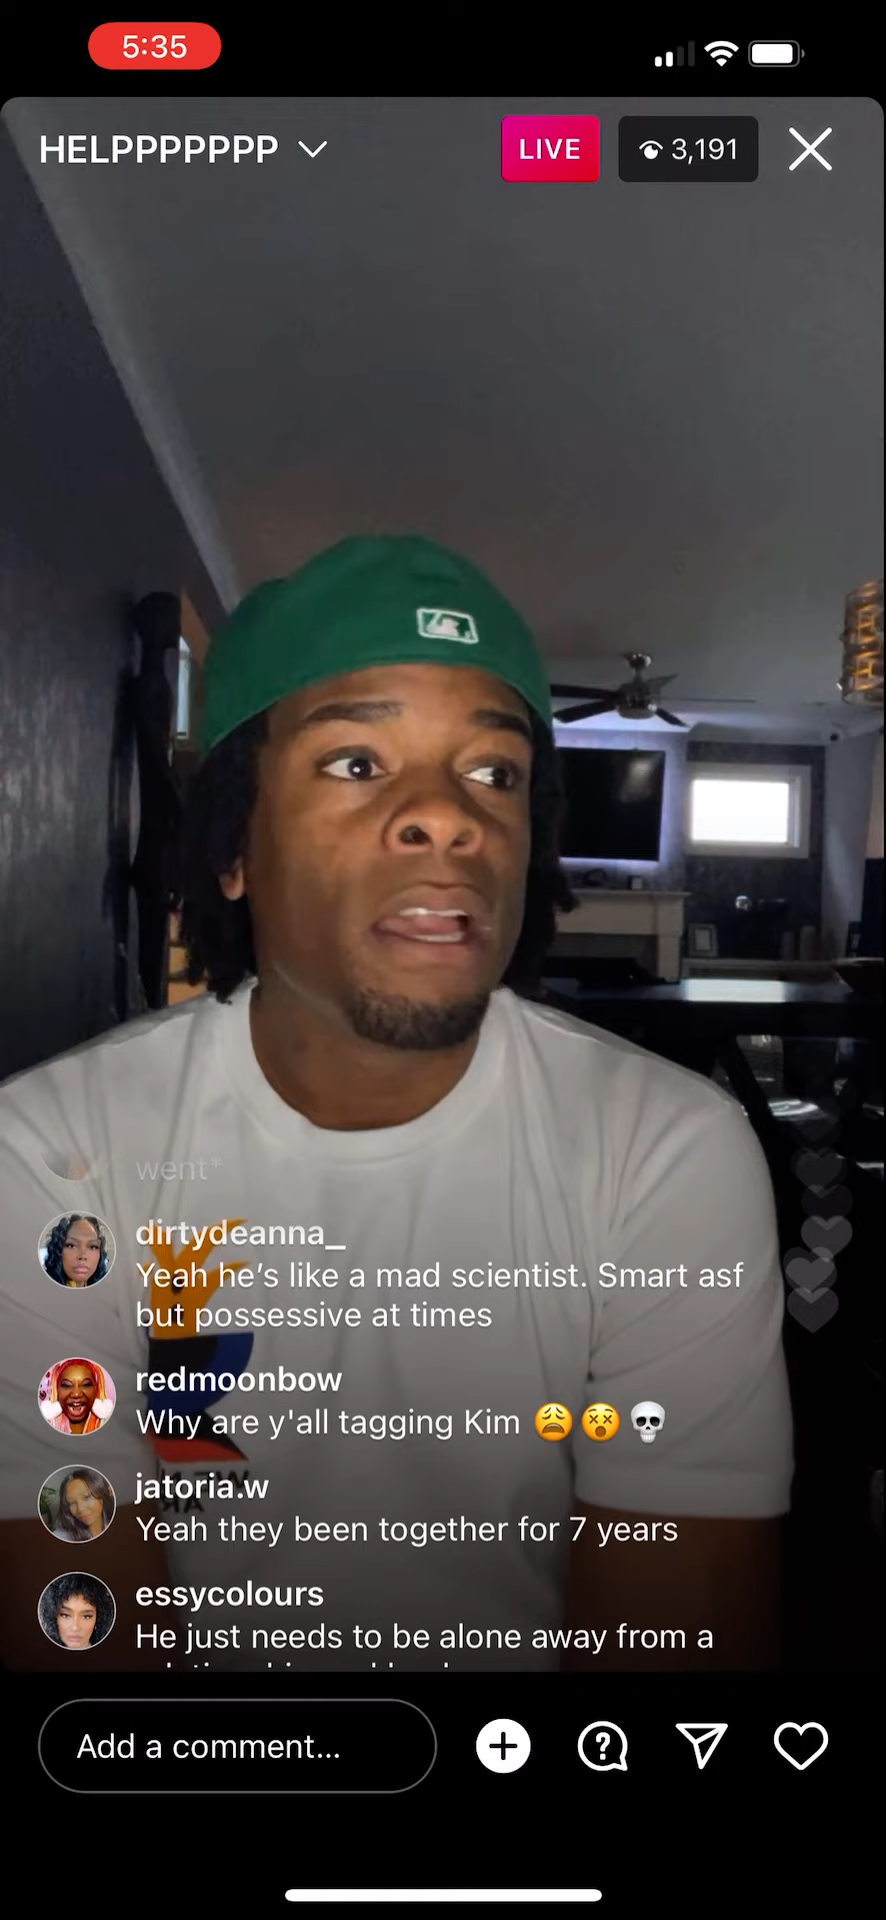 5:35
HELPPPPPPP
LIVE
3,191
went*
dirtydeanna_
Yeah he’s like a mad scientist. Smart asf
but possessive at times
redmoonbow
Why are y'all tagging Kim 😩😵💀
jatoria.w
Yeah they been together for 7 years
essycolours
He just needs to be alone away from a
Add a comment...